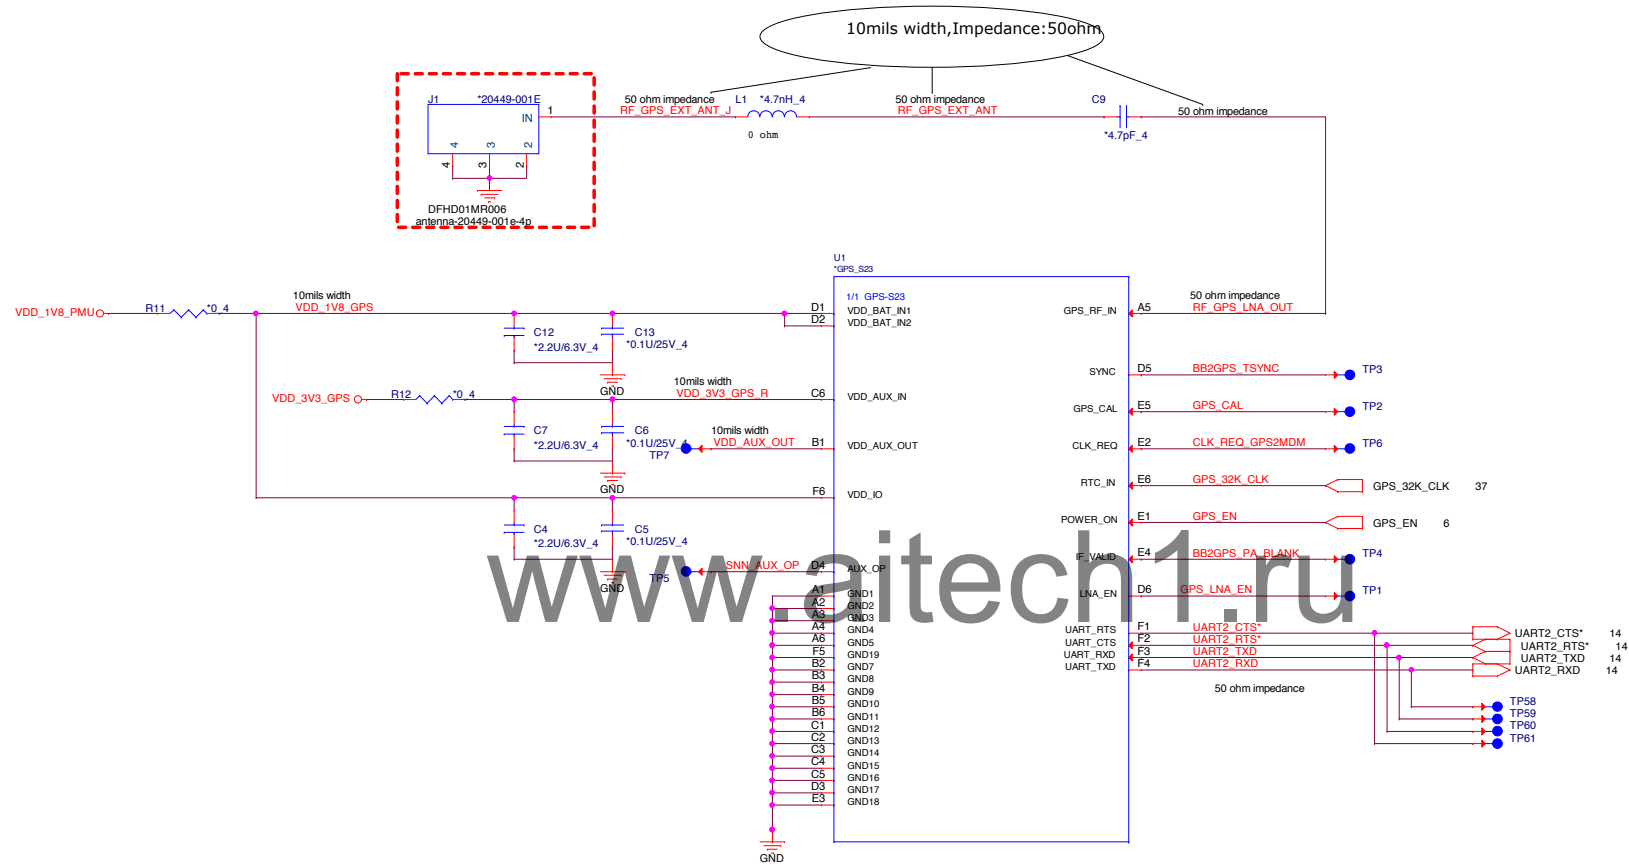 10mils width,Impedance:50ohm
J1
*20449-001E
1
IN
4
3
2
4
3
2
DFHD01MR006
antenna-20449-001e-4p
50 ohm impedance
RF_GPS_EXT_ANT_J
L1
*4.7nH_4
0 ohm
50 ohm impedance
RF_GPS_EXT_ANT
C9
*4.7pF_4
50 ohm impedance
U1
*GPS_S23
1/1 GPS-S23
VDD_1V8_PMU
R11
*0_4
10mils width
VDD_1V8_GPS
C12
*2.2U/6.3V_4
C13
*0.1U/25V_4
GND
D1
VDD_BAT_IN1
D2
VDD_BAT_IN2
VDD_3V3_GPS
R12
*0_4
10mils width
VDD_3V3_GPS_R
C6
VDD_AUX_IN
C7
*2.2U/6.3V_4
C6
*0.1U/25V_4
GND
TP7
10mils width
VDD_AUX_OUT
B1
VDD_AUX_OUT
F6
VDD_IO
C4
*2.2U/6.3V_4
C5
*0.1U/25V_4
GND
TP5
SNN_AUX_OP
D4
AUX_OP
A1
GND1
A2
GND2
A3
GND3
A4
GND4
A6
GND5
F5
GND19
B2
GND7
B3
GND8
B4
GND9
B5
GND10
B6
GND11
C1
GND12
C2
GND13
C3
GND14
C4
GND15
C5
GND16
D3
GND17
E3
GND18
GND
GPS_RF_IN
A5
50 ohm impedance
RF_GPS_LNA_OUT
SYNC
D5
BB2GPS_TSYNC
TP3
GPS_CAL
E5
GPS_CAL
TP2
CLK_REQ
E2
CLK_REQ_GPS2MDM
TP6
RTC_IN
E6
GPS_32K_CLK
GPS_32K_CLK 37
POWER_ON
E1
GPS_EN
GPS_EN 6
IF_VALID
E4
BB2GPS_PA_BLANK
TP4
LNA_EN
D6
GPS_LNA_EN
TP1
UART_RTS
F1
UART2_CTS*
UART2_CTS* 14
UART_CTS
F2
UART2_RTS*
UART2_RTS* 14
UART_RXD
F3
UART2_TXD
UART2_TXD 14
UART_TXD
F4
UART2_RXD
UART2_RXD 14
50 ohm impedance
TP58
TP59
TP60
TP61
www.aitech1.ru